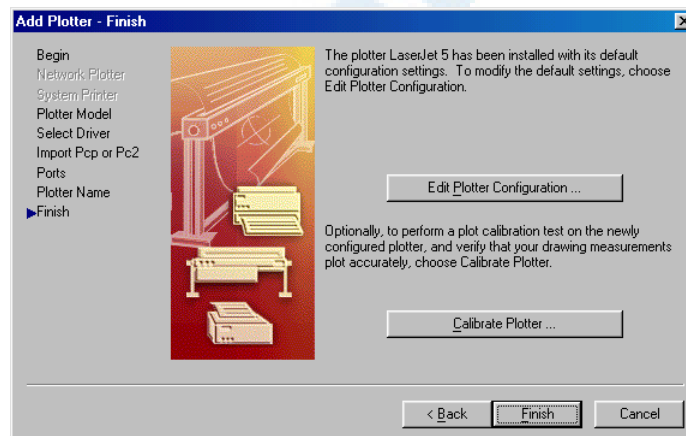 Add Plotter - Finish
Begin
Network Plotter
System Printer
Plotter Model
Select Driver
Import Pcp or Pc2
Ports
Plotter Name
Finish
The plotter LaserJet 5 has been installed with its default
configuration settings. To modify the default settings, choose
Edit Plotter Configuration.
Edit Plotter Configuration ...
Optionally, to perform a plot calibration test on the newly
configured plotter, and verify that your drawing measurements
plot accurately, choose Calibrate Plotter.
Calibrate Plotter ...
< Back
Finish
Cancel